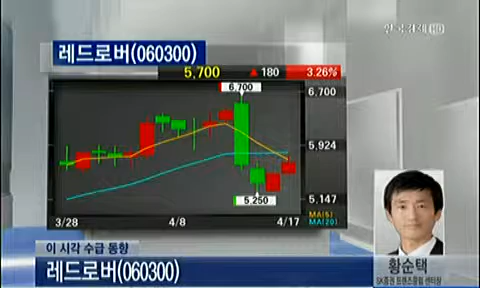 한국경제 HD
레드로버(060300)
5,700 ▲ 180 3.26%
6,700
6,700
5,924
5,250
5,147
3/28 4/8 4/17
MA(5)
MA(20)
이 시각 수급 동향
레드로버(060300)
황순택